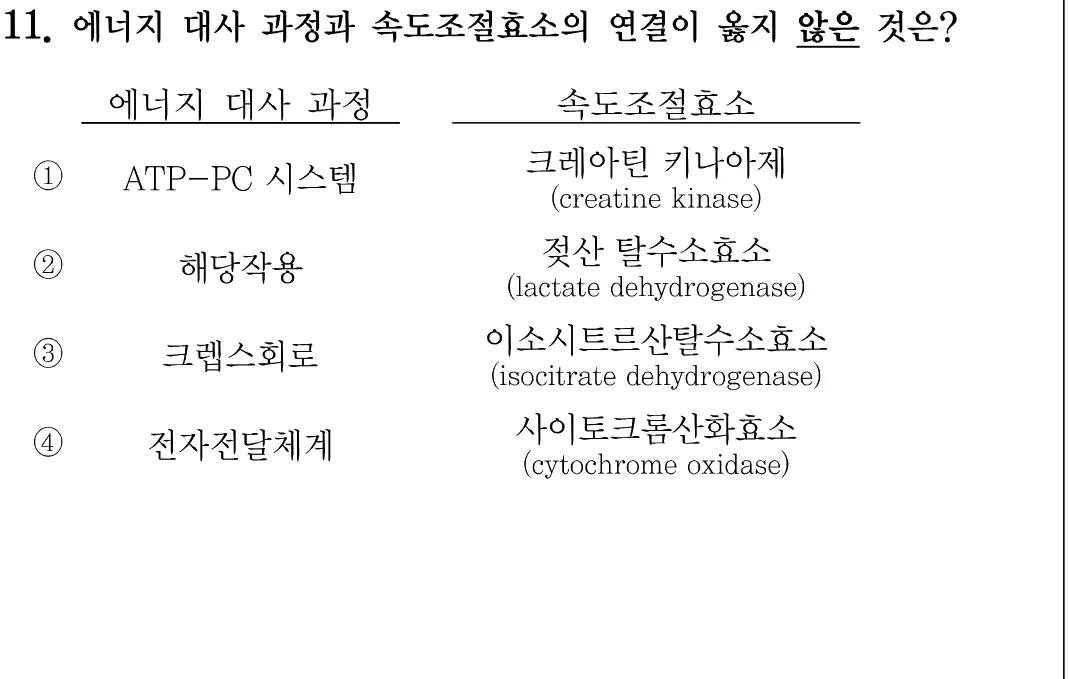 11. 에너지 대사 과정과 속도조절효소의 연결이 옳지 않은 것은?
에너지 대사 과정 속도조절효소
① ATP-PC 시스템 크레아틴 키나아제
(creatine kinase)
② 해당작용 젖산 탈수소효소
(lactate dehydrogenase)
③ 크렙스회로 이소시트르산탈수소효소
(isocitrate dehydrogenase)
④ 전자전달체계 사이토크롬산화효소
(cytochrome oxidase)